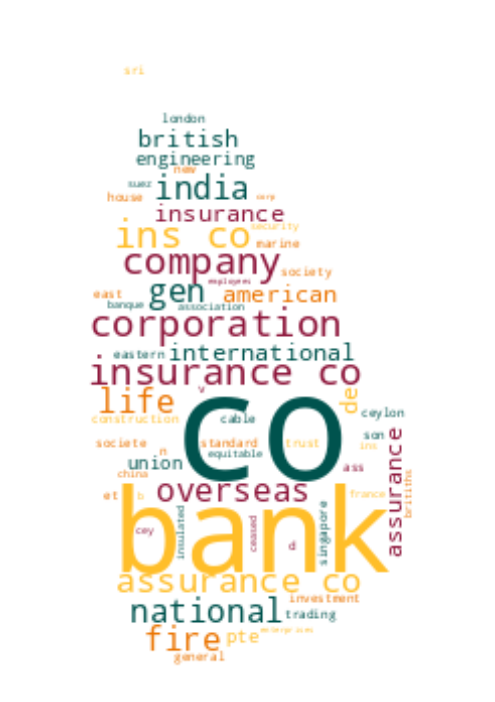 sri
london
british
engineering
new
suez india
house corp
insurance
ins co security
marine
company society
employees
east gen american
banque association
corporation
eastern international
insurance co
v
life de
construction co cable ceylon
son
societe standard trust ins
n equitable
union ass
china
overseas assurance
et b bank france britiths
cey insulated ceased d singapore
assurance co
investment
national trading
fire pte enterprises
general